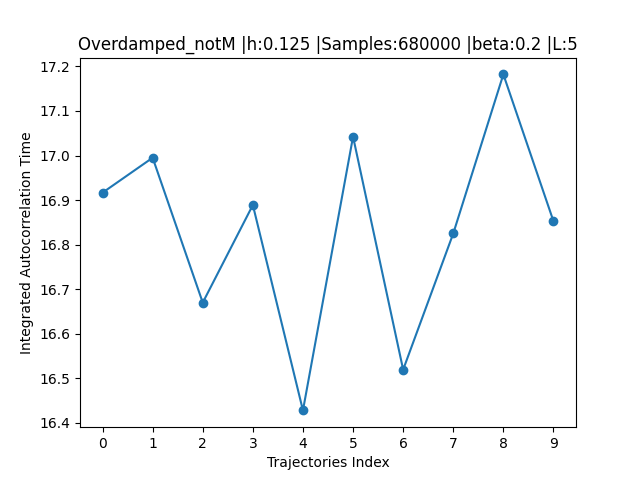 Overdamped_notM |h:0.125 |Samples:680000 |beta:0.2 |L:5
17.2
17.1
17.0
16.9
16.8
16.7
16.6
16.5
16.4
Integrated Autocorrelation Time
0 1 2 3 4 5 6 7 8 9
Trajectories Index